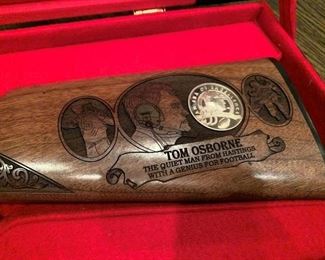 TOM OSBORNE
THE QUIET MAN FROM HASTINGS
WITH A GENIUS FOR FOOTBALL